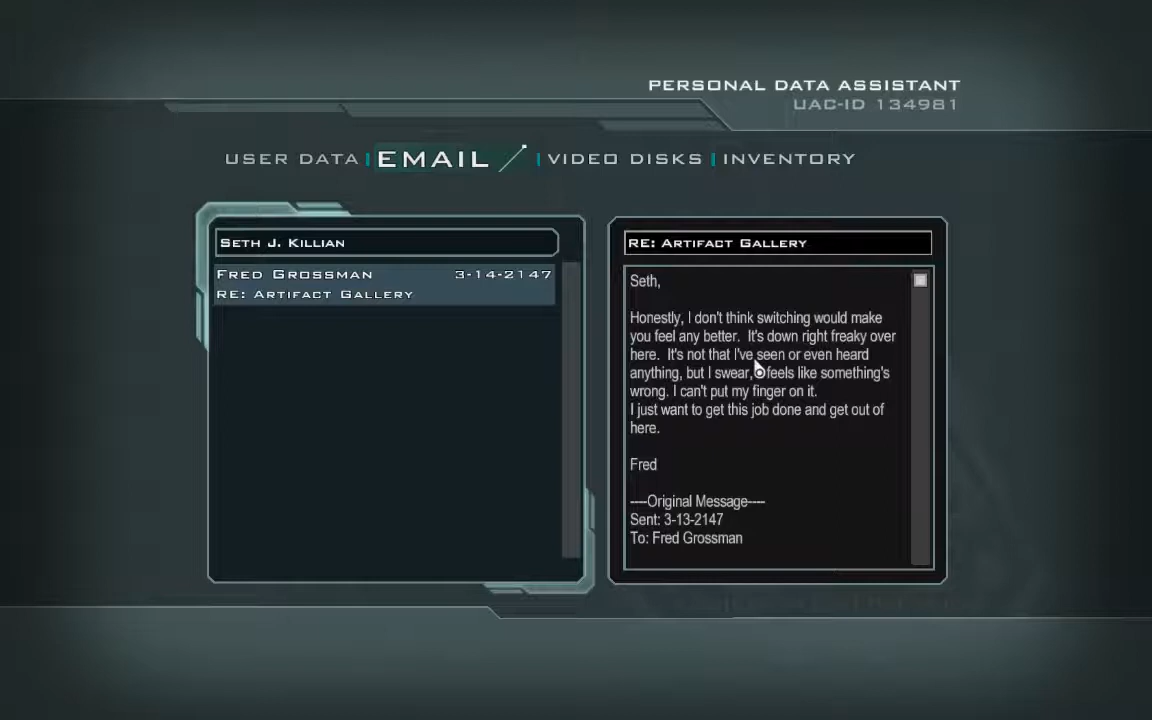 PERSONAL DATA ASSISTANT
UAC-ID 134981
USER DATA EMAIL VIDEO DISKS INVENTORY
SETH J. KILLIAN
FRED GROSSMAN 3-14-2147
RE: ARTIFACT GALLERY
RE: ARTIFACT GALLERY
Seth,
Honestly, I don't think switching would make
you feel any better. It's down right freaky over
here. It's not that I've seen or even heard
anything, but I swear, feels like something's
wrong. I can't put my finger on it.
I just want to get this job done and get out of
here.
Fred
----Original Message----
Sent: 3-13-2147
To: Fred Grossman